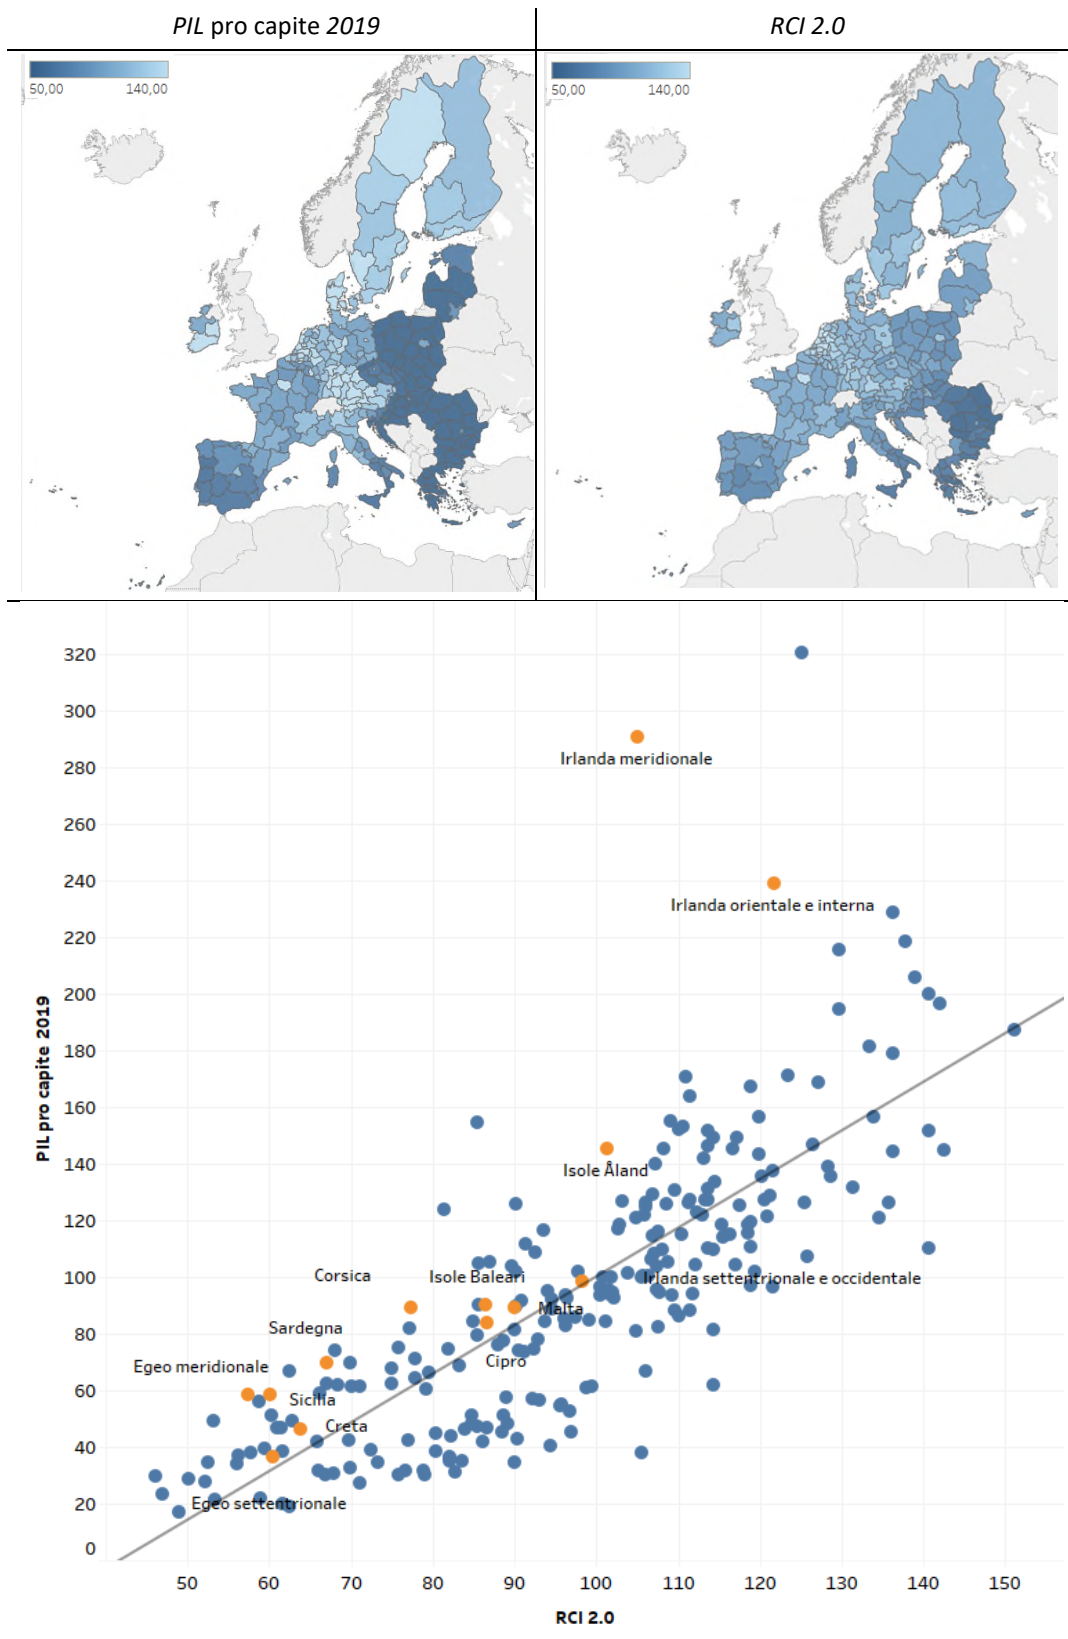 PIL pro capite 2019
RCI 2.0
50,00 140,00
50,00 140,00
320
300
280
260
240
220
200
180
160
140
120
100
80
60
40
20
0
PIL pro capite 2019
Irlanda meridionale
Irlanda orientale e interna
Isole Åland
Corsica
Isole Baleari
Irlanda settentrionale e occidentale
Malta
Sardegna
Cipro
Egeo meridionale
Sicilia
Creta
Egeo settentrionale
50 60 70 80 90 100 110 120 130 140 150
RCI 2.0